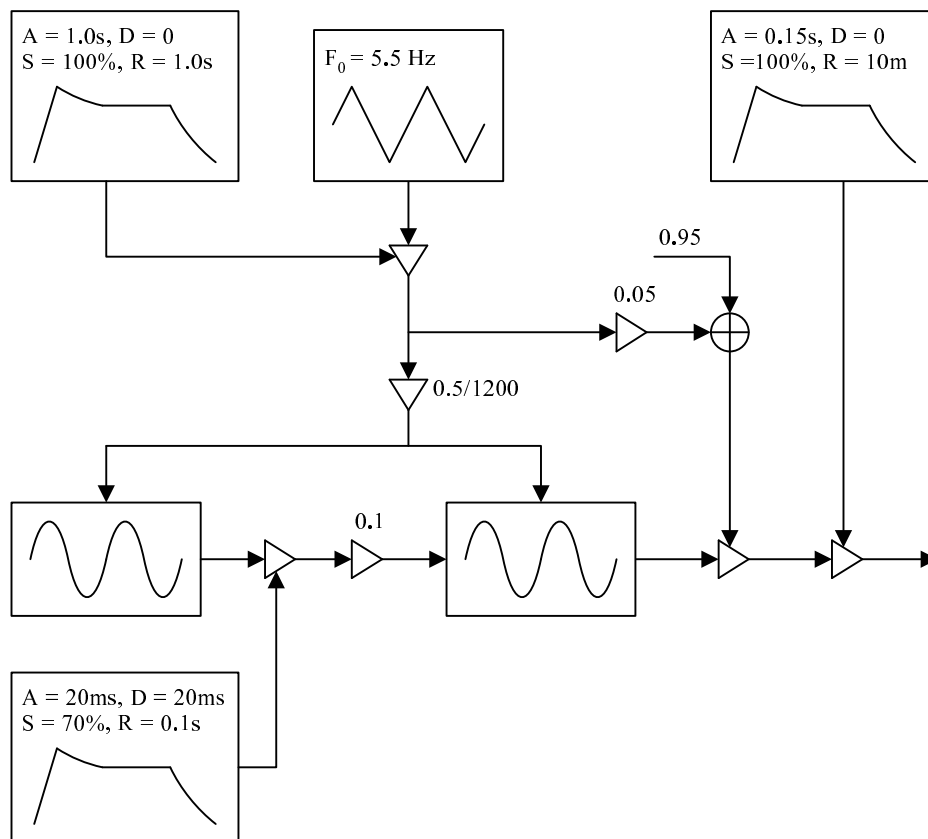 A = 1.0s, D = 0
S = 100%, R = 1.0s
F0 = 5.5 Hz
A = 0.15s, D = 0
S =100%, R = 10m
0.95
0.05
0.5/1200
0.1
A = 20ms, D = 20ms
S = 70%, R = 0.1s